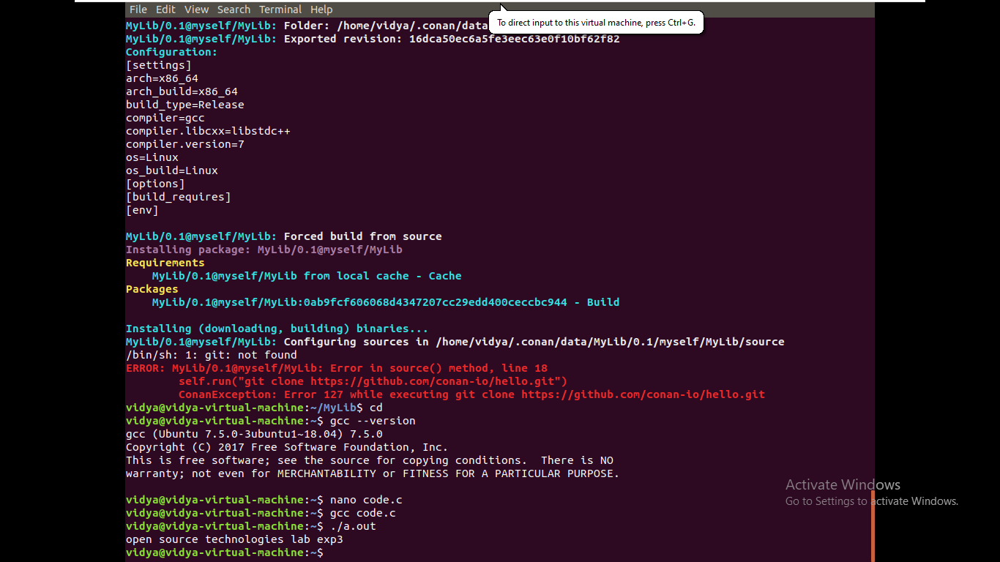 File Edit View Search Terminal Help
To direct input to this virtual machine, press Ctrl+G.
MyLib/0.1@myself/MyLib: Folder: /home/vidya/.conan/data
MyLib/0.1@myself/MyLib: Exported revision: 16dca50ec6a5fe3eec63e0f10bf62f82
Configuration:
[settings]
arch=x86_64
arch_build=x86_64
build_type=Release
compiler=gcc
compiler.libcxx=libstdc++
compiler.version=7
os=Linux
os_build=Linux
[options]
[build_requires]
[env]
MyLib/0.1@myself/MyLib: Forced build from source
Installing package: MyLib/0.1@myself/MyLib
Requirements
    MyLib/0.1@myself/MyLib from local cache - Cache
Packages
    MyLib/0.1@myself/MyLib:0ab9fcf606068d4347207cc29edd400ceccbc944 - Build
Installing (downloading, building) binaries...
MyLib/0.1@myself/MyLib: Configuring sources in /home/vidya/.conan/data/MyLib/0.1/myself/MyLib/source
/bin/sh: 1: git: not found
ERROR: MyLib/0.1@myself/MyLib: Error in source() method, line 18
        self.run("git clone https://github.com/conan-io/hello.git")
        ConanException: Error 127 while executing git clone https://github.com/conan-io/hello.git
vidya@vidya-virtual-machine:~/MyLib$ cd
vidya@vidya-virtual-machine:~$ gcc --version
gcc (Ubuntu 7.5.0-3ubuntu1~18.04) 7.5.0
Copyright (C) 2017 Free Software Foundation, Inc.
This is free software; see the source for copying conditions.  There is NO
warranty; not even for MERCHANTABILITY or FITNESS FOR A PARTICULAR PURPOSE.
vidya@vidya-virtual-machine:~$ nano code.c
vidya@vidya-virtual-machine:~$ gcc code.c
vidya@vidya-virtual-machine:~$ ./a.out
open source technologies lab exp3
vidya@vidya-virtual-machine:~$
Activate Windows
Go to Settings to activate Windows.